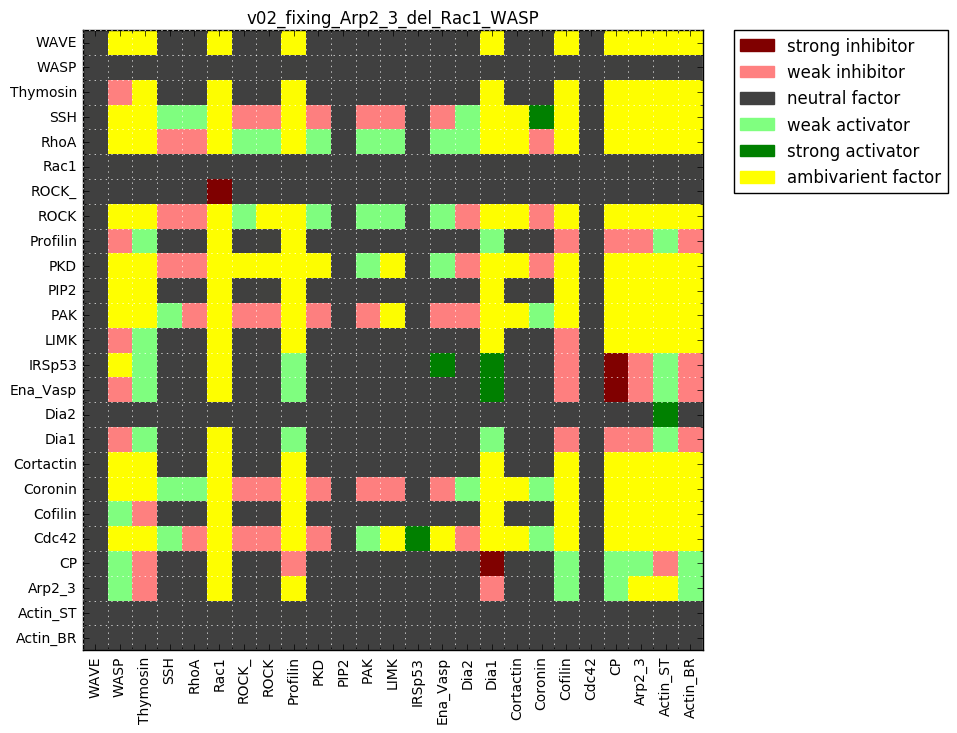 v02_fixing_Arp2_3_del_Rac1_WASP
WAVE
WASP
Thymosin
SSH
RhoA
Rac1
ROCK_
ROCK
Profilin
PKD
PIP2
PAK
LIMK
IRSp53
Ena_Vasp
Dia2
Dia1
Cortactin
Coronin
Cofilin
Cdc42
CP
Arp2_3
Actin_ST
Actin_BR
WAVE
WASP
Thymosin
SSH
RhoA
Rac1
ROCK_
ROCK
Profilin
PKD
PIP2
PAK
LIMK
IRSp53
Ena_Vasp
Dia2
Dia1
Cortactin
Coronin
Cofilin
Cdc42
CP
Arp2_3
Actin_ST
Actin_BR
strong inhibitor
weak inhibitor
neutral factor
weak activator
strong activator
ambivarient factor